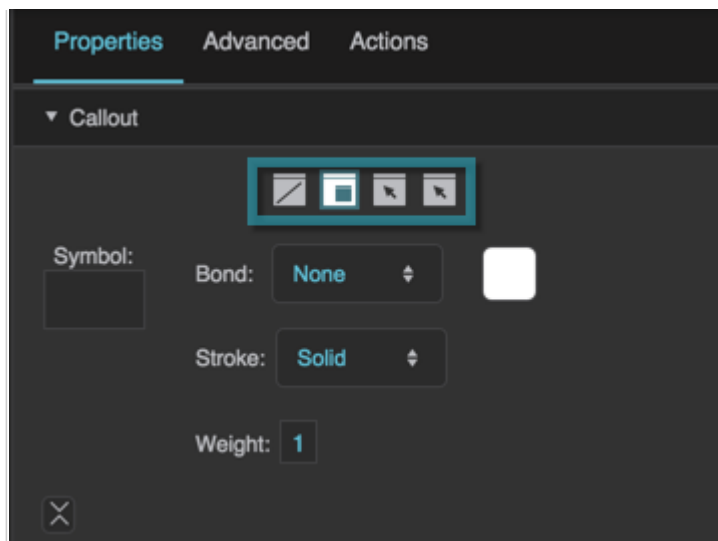 Properties Advanced Actions
Callout
Symbol:
Bond: None
Stroke: Solid
Weight: 1